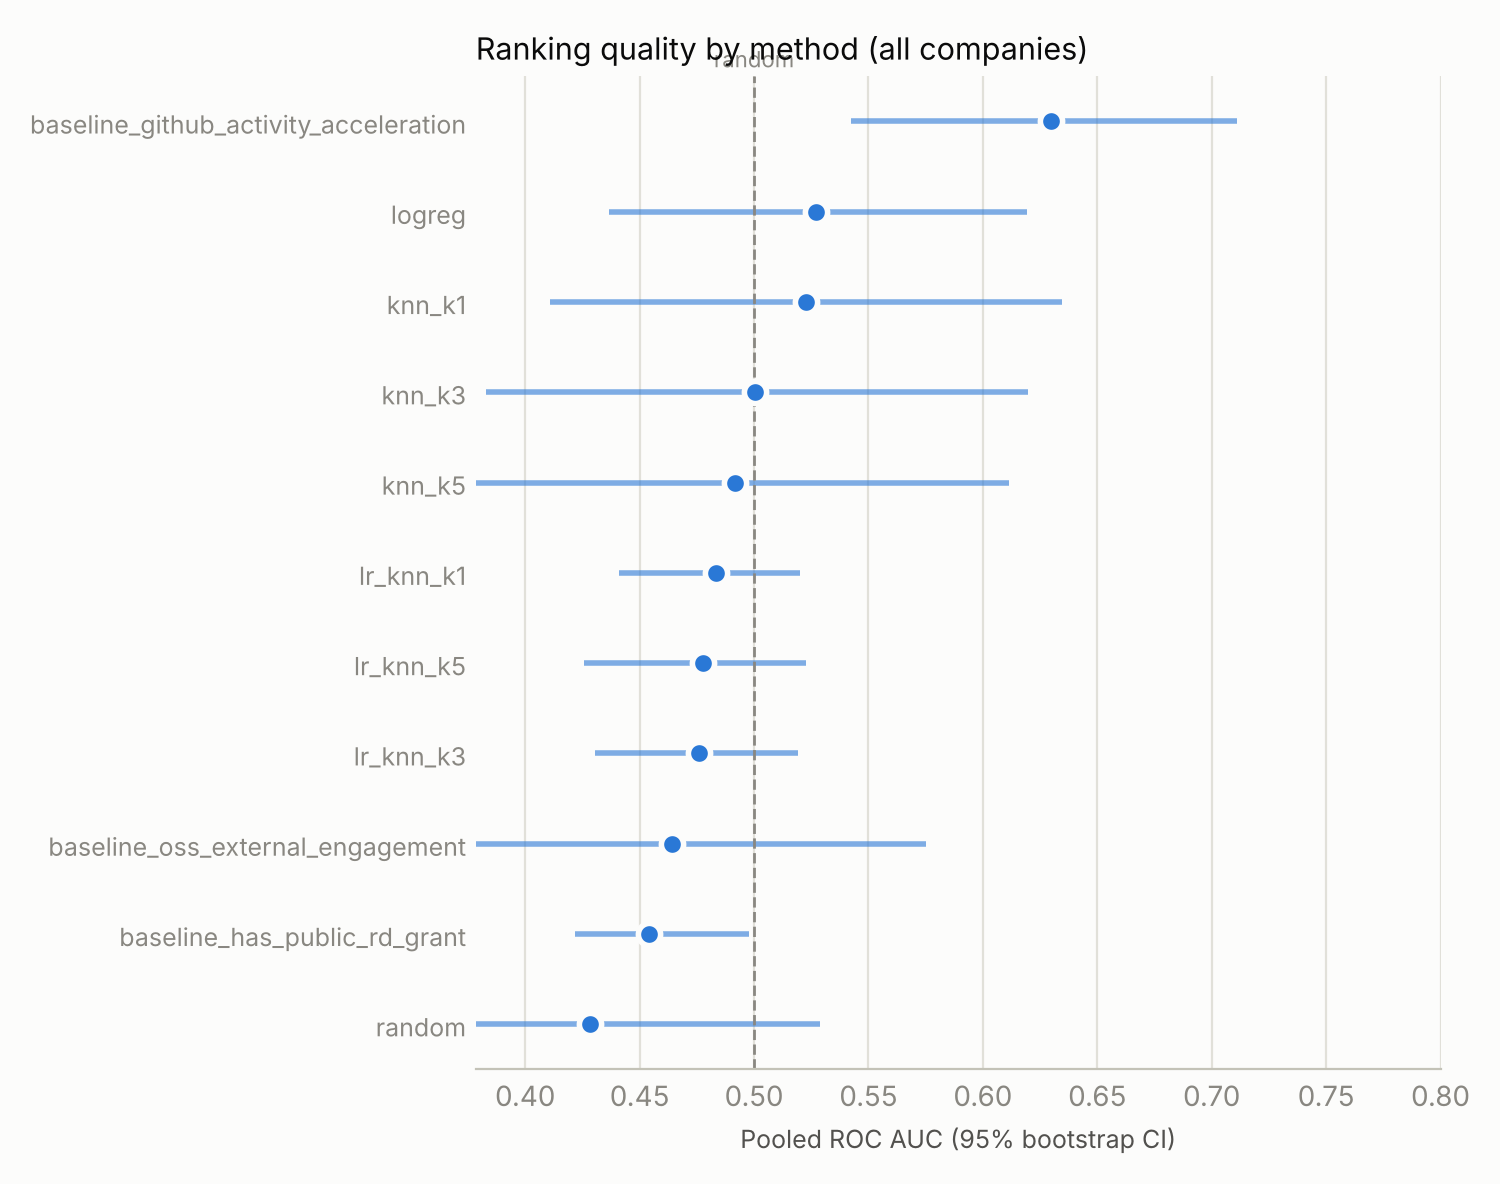 Ranking quality by method (all companies)
random
baseline_github_activity_acceleration
logreg
knn_k1
knn_k3
knn_k5
lr_knn_k1
lr_knn_k5
lr_knn_k3
baseline_oss_external_engagement
baseline_has_public_rd_grant
random
0.40 0.45 0.50 0.55 0.60 0.65 0.70 0.75 0.80
Pooled ROC AUC (95% bootstrap CI)